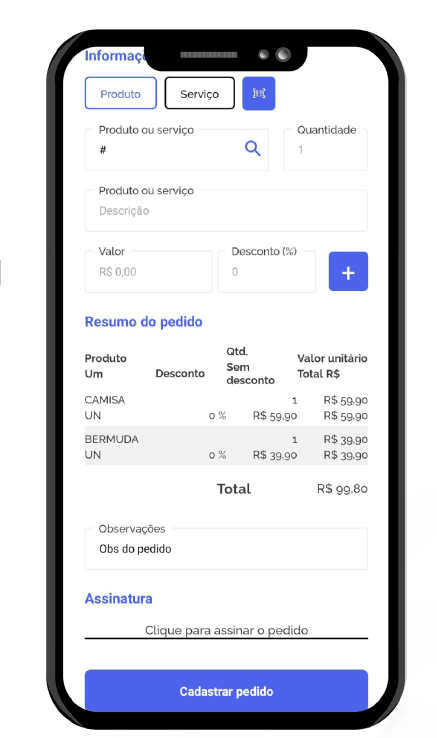 Informaç
Produto Serviço
Produto ou serviço Quantidade
# 1
Produto ou serviço
Descrição
Valor Desconto (%)
R$ 0,00 0 +
Resumo do pedido
Produto Qtd. Valor unitário
Um Desconto Sem desconto Total R$
CAMISA 1 R$ 59,90
UN 0 % R$ 59,90 R$ 59,90
BERMUDA 1 R$ 39,90
UN 0 % R$ 39,90 R$ 39,90
Total R$ 99,80
Observações
Obs do pedido
Assinatura
Clique para assinar o pedido
Cadastrar pedido